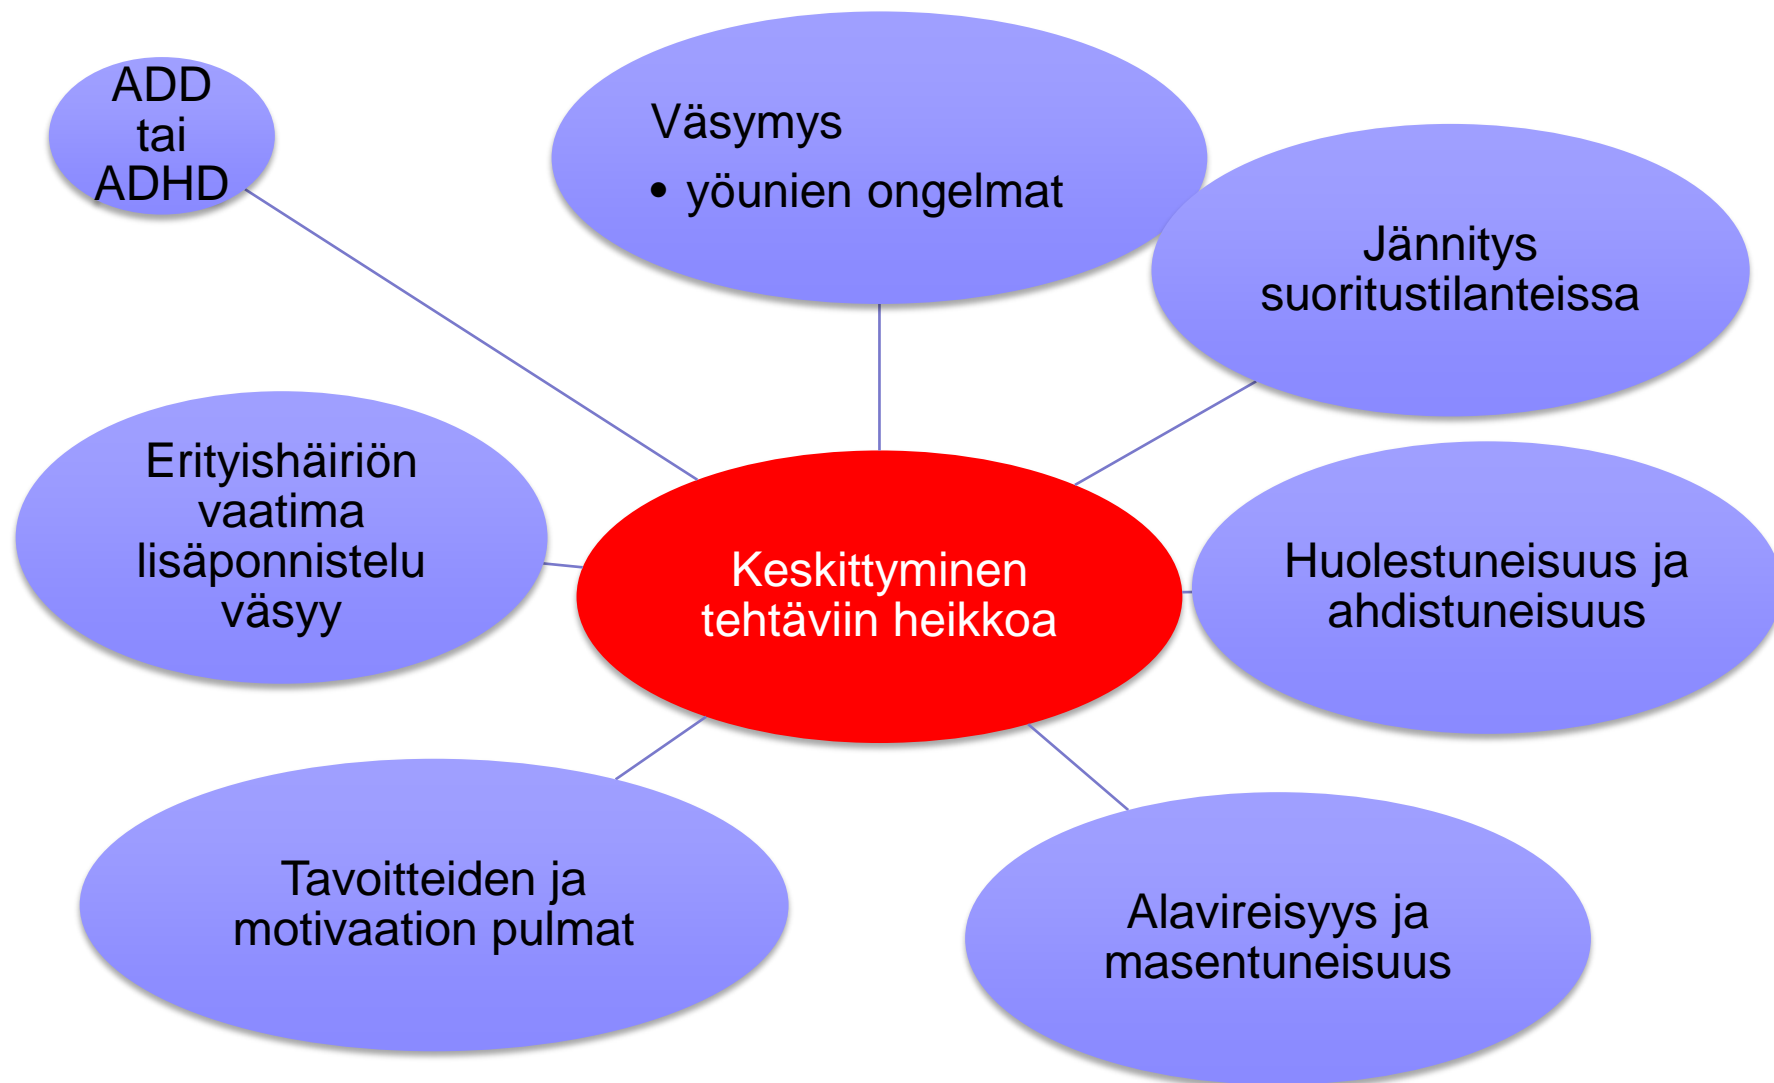 ADD
tai
ADHD
Väsymys
• yöunien ongelmat
Jännitys
suoritustilanteissa
Erityishäiriön
vaatima
lisäponnistelu
väsyy
Keskittyminen
tehtäviin heikkoa
Huolestuneisuus ja
ahdistuneisuus
Tavoitteiden ja
motivaation pulmat
Alavireisyys ja
masentuneisuus